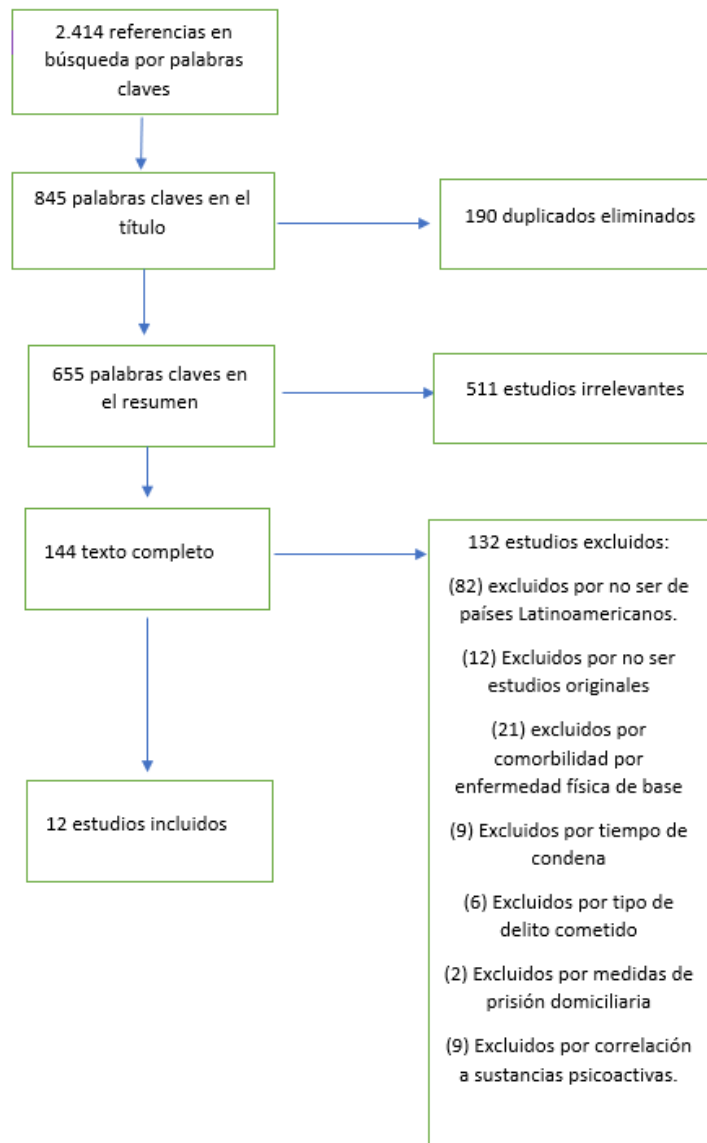 2.414 referencias en
búsqueda por palabras
claves
845 palabras claves en el
título
190 duplicados eliminados
655 palabras claves en
el resumen
511 estudios irrelevantes
144 texto completo
132 estudios excluidos:
(82) excluidos por no ser de
países Latinoamericanos.
(12) Excluidos por no ser
estudios originales
(21) excluidos por
comorbilidad por
enfermedad física de base
(9) Excluidos por tiempo de
condena
(6) Excluidos por tipo de
delito cometido
(2) Excluidos por medidas de
prisión domiciliaria
(9) Excluidos por correlación
a sustancias psicoactivas.
12 estudios incluidos